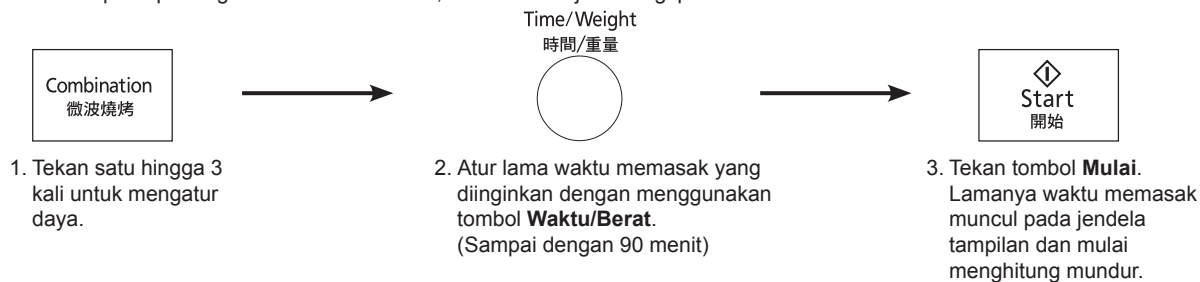 Time/Weight
時間/重量
Combination
微波燒烤
Start
開始
1. Tekan satu hingga 3
kali untuk mengatur
daya.
2. Atur lama waktu memasak yang
diinginkan dengan menggunakan
tombol Waktu/Berat.
(Sampai dengan 90 menit)
3. Tekan tombol Mulai.
Lamanya waktu memasak
muncul pada jendela
tampilan dan mulai
menghitung mundur.